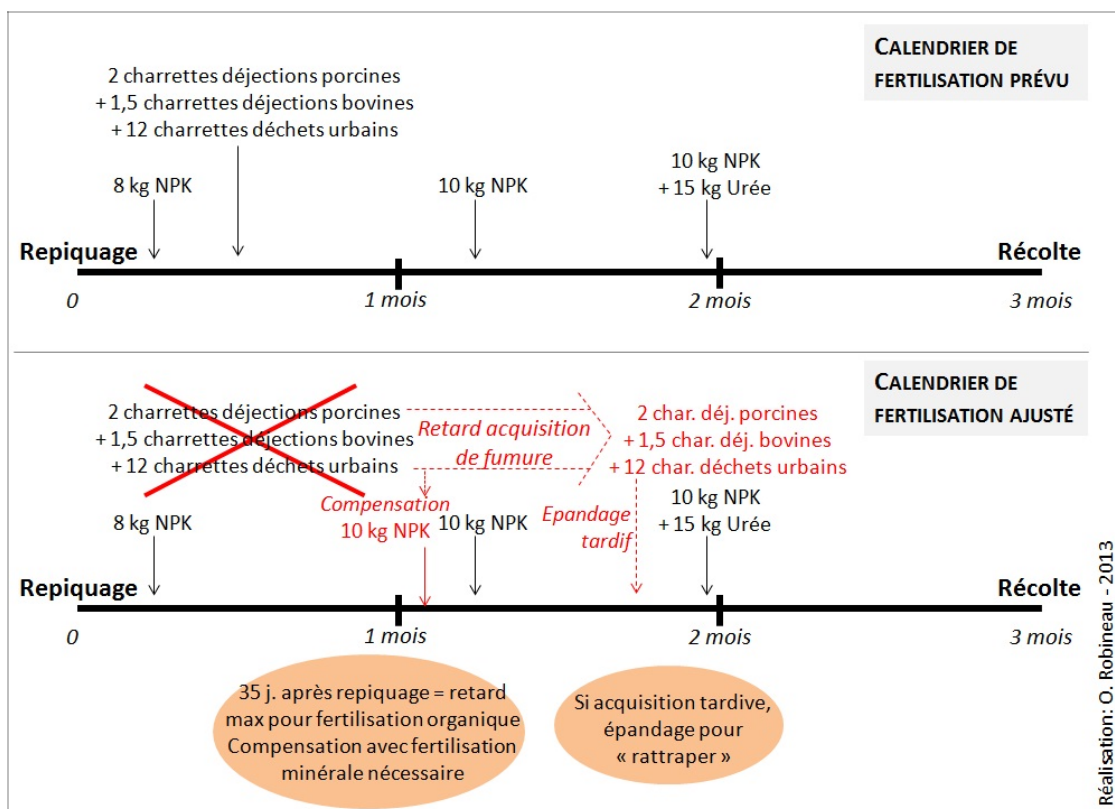 CALENDRIER DE
FERTILISATION PRÉVU
2 charrettes déjections porcines
+ 1,5 charrettes déjections bovines
+ 12 charrettes déchets urbains
8 kg NPK
10 kg NPK
10 kg NPK
+ 15 kg Urée
Repiquage
Récolte
0
1 mois
2 mois
3 mois
CALENDRIER DE
FERTILISATION AJUSTÉ
2 charrettes déjections porcines
+ 1,5 charrettes déjections bovines
+ 12 charrettes déchets urbains
Retard acquisition
de fumure
2 char. déj. porcines
+ 1,5 char. déj. bovines
+ 12 char. déchets urbains
8 kg NPK
Compensation
10 kg NPK
10 kg NPK
Epandage
tardif
10 kg NPK
+ 15 kg Urée
Repiquage
Récolte
0
1 mois
2 mois
3 mois
35 j. après repiquage = retard
max pour fertilisation organique
Compensation avec fertilisation
minérale nécessaire
Si acquisition tardive,
épandage pour
« rattraper »
Réalisation: O. Robineau - 2013